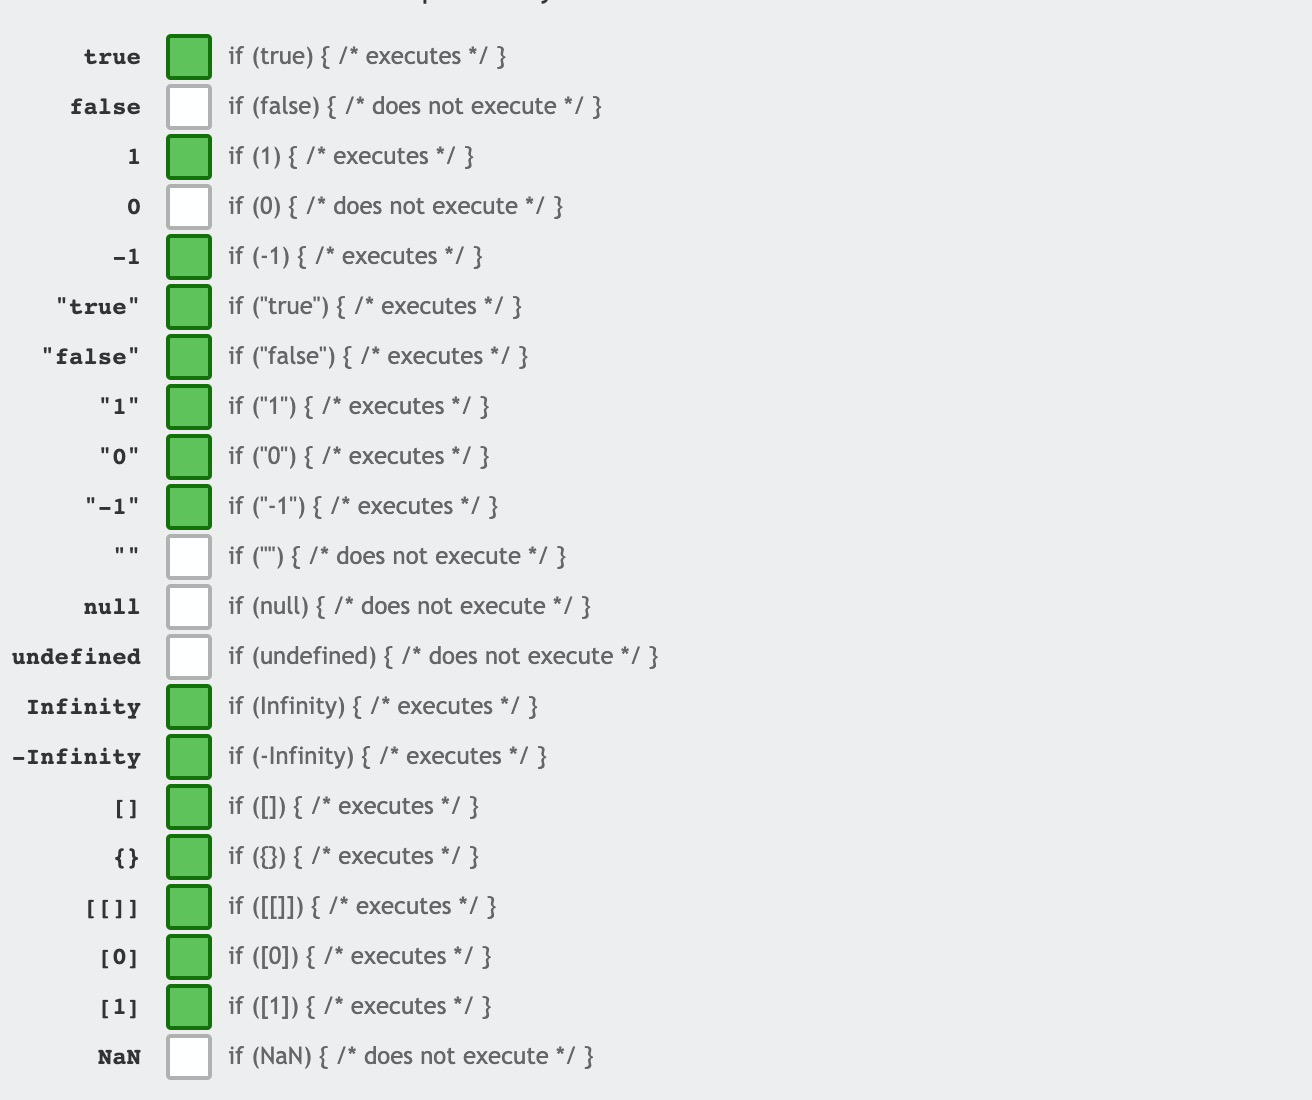 true if (true) { /* executes */ }
false if (false) { /* does not execute */ }
1 if (1) { /* executes */ }
0 if (0) { /* does not execute */ }
-1 if (-1) { /* executes */ }
"true" if ("true") { /* executes */ }
"false" if ("false") { /* executes */ }
"1" if ("1") { /* executes */ }
"0" if ("0") { /* executes */ }
"-1" if ("-1") { /* executes */ }
"" if ("") { /* does not execute */ }
null if (null) { /* does not execute */ }
undefined if (undefined) { /* does not execute */ }
Infinity if (Infinity) { /* executes */ }
-Infinity if (-Infinity) { /* executes */ }
[] if ([]) { /* executes */ }
{} if ({}) { /* executes */ }
[[]] if ([[]]) { /* executes */ }
[0] if ([0]) { /* executes */ }
[1] if ([1]) { /* executes */ }
NaN if (NaN) { /* does not execute */ }